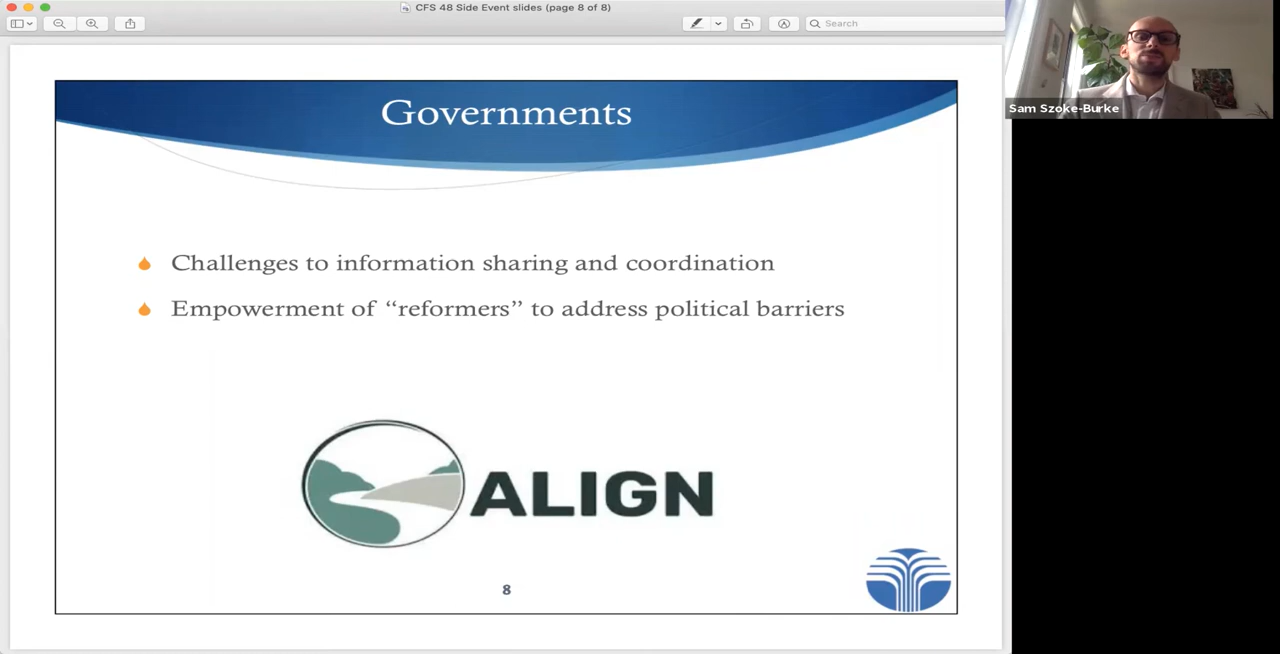 CFS 48 Side Event slides (page 8 of 8)
Search
Sam Szoke-Burke
Governments
Challenges to information sharing and coordination
Empowerment of “reformers” to address political barriers
ALIGN
8